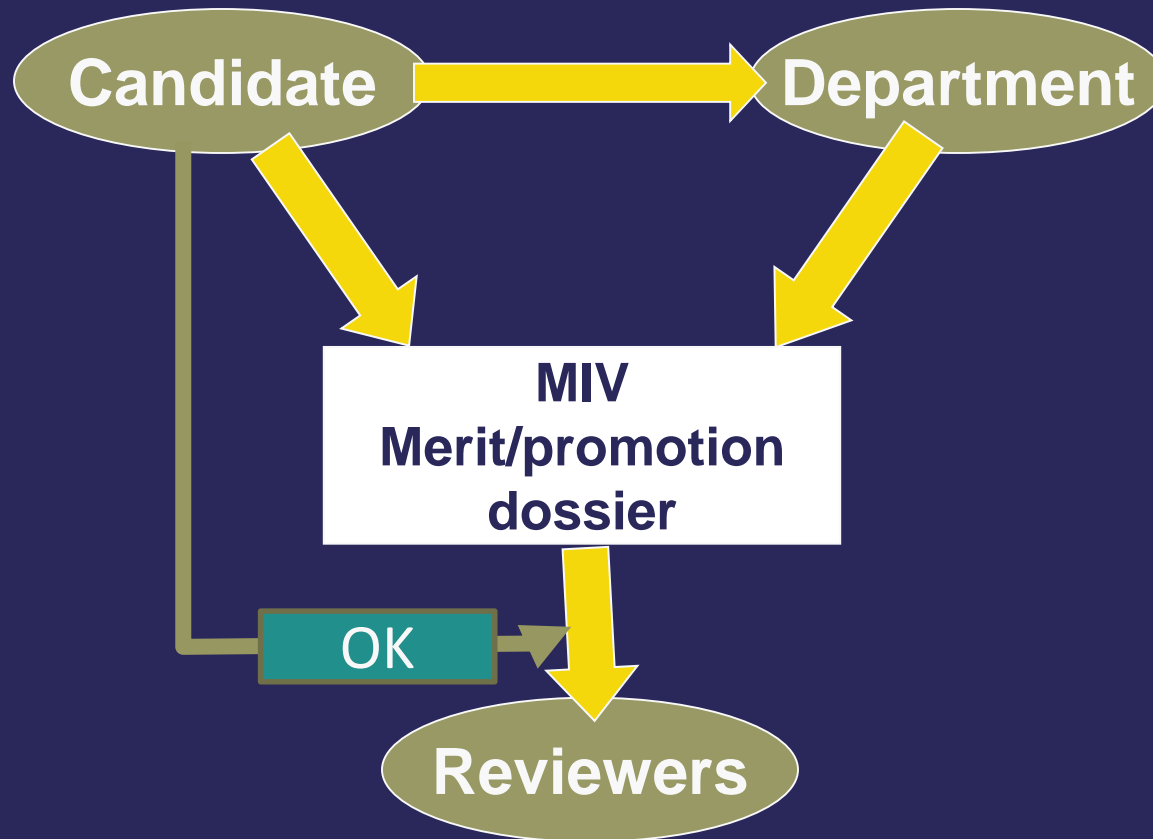 Candidate
Department
MIV
Merit/promotion
dossier
OK
Reviewers